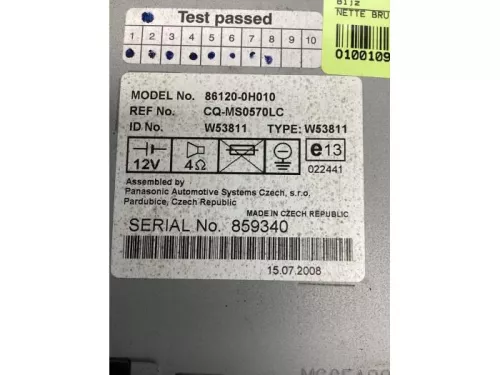 Test passed
1 2 3 4 5 6 7 8 9 10
NETTE BRU
0100109
MODEL No. 86120-0H010
REF No. CQ-MS0570LC
ID No. W53811 TYPE: W53811
12V 4Ω e13
022441
Assembled by
Panasonic Automotive Systems Czech, s.r.o,
Pardubice, Czech Republic
MADE IN CZECH REPUBLIC
SERIAL No. 859340
15.07.2008